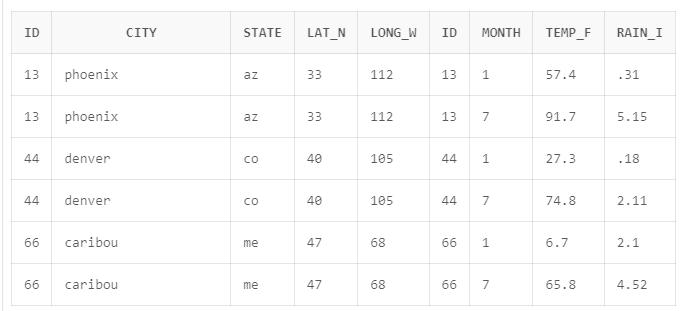 ID CITY STATE LAT_N LONG_W ID MONTH TEMP_F RAIN_I
13 phoenix az 33 112 13 1 57.4 .31
13 phoenix az 33 112 13 7 91.7 5.15
44 denver co 40 105 44 1 27.3 .18
44 denver co 40 105 44 7 74.8 2.11
66 caribou me 47 68 66 1 6.7 2.1
66 caribou me 47 68 66 7 65.8 4.52